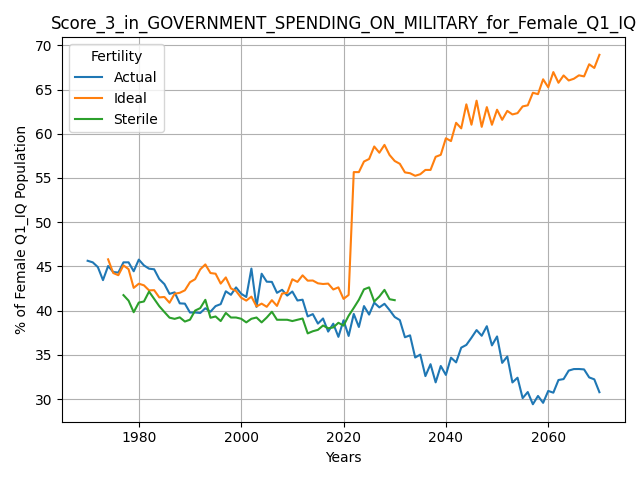 Score_3_in_GOVERNMENT_SPENDING_ON_MILITARY_for_Female_Q1_IQ
Fertility
Actual
Ideal
Sterile
% of Female Q1_IQ Population
70
65
60
55
50
45
40
35
30
1980
2000
2020
2040
2060
Years